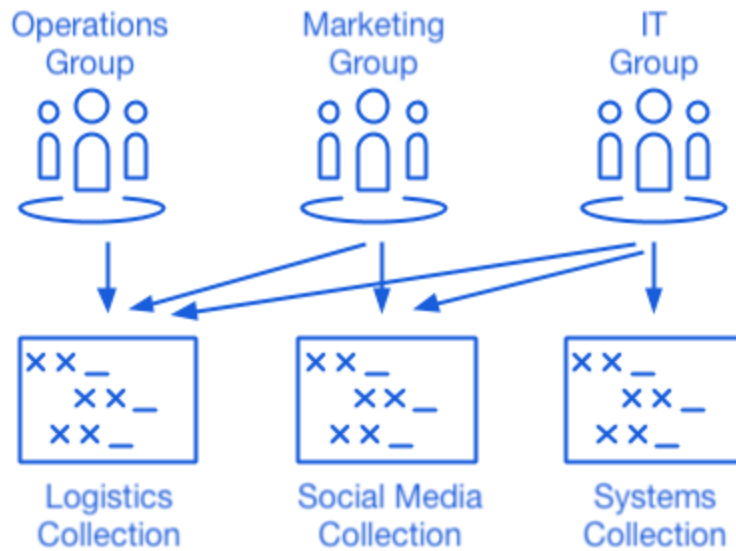 Operations
Group
Marketing
Group
IT
Group
Logistics
Collection
Social Media
Collection
Systems
Collection